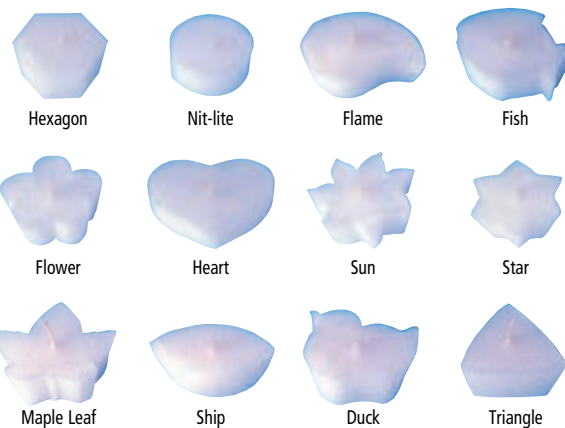 Hexagon
Nit-lite
Flame
Fish
Flower
Heart
Sun
Star
Maple Leaf
Ship
Duck
Triangle